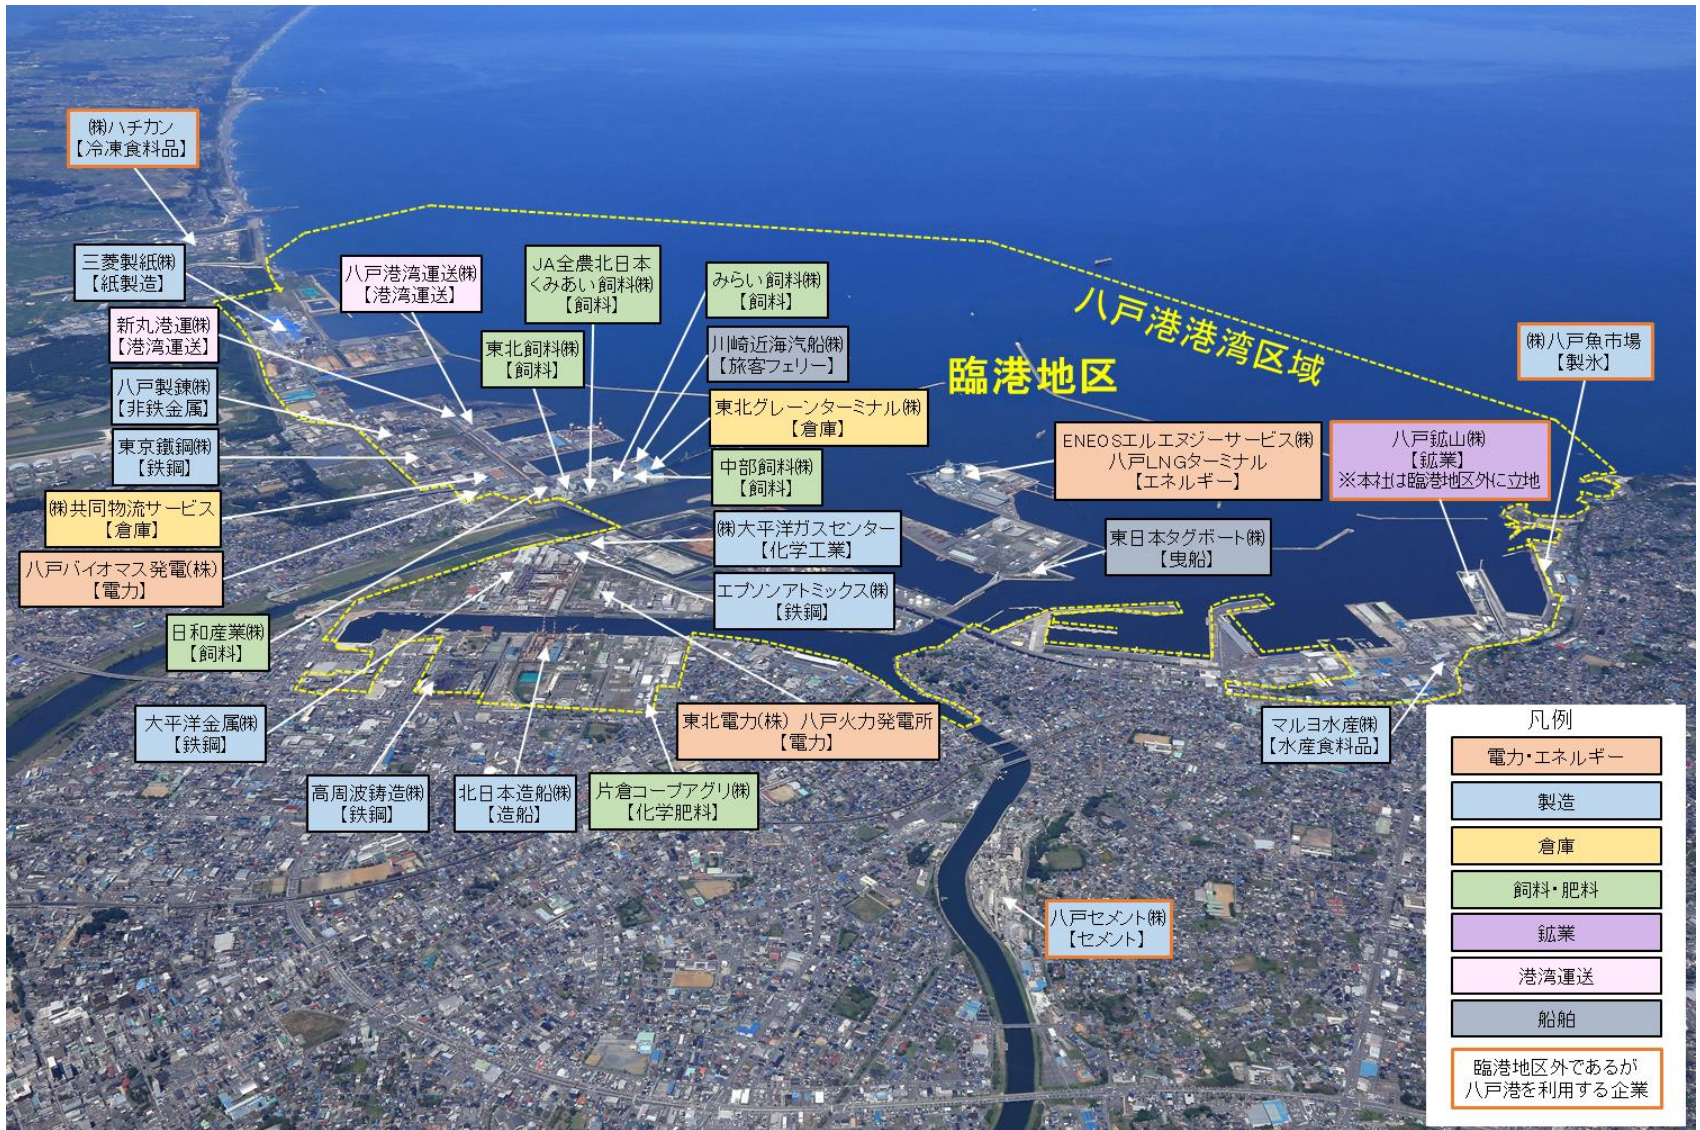 ㈱ハチカン
【冷凍食料品】
三菱製紙㈱
【紙製造】
八戸港湾運送㈱
【港湾運送】
JA全農北日本
くみあい飼料㈱
【飼料】
みらい飼料㈱
【飼料】
新丸港運㈱
【港湾運送】
東北飼料㈱
【飼料】
川崎近海汽船㈱
【旅客フェリー】
八戸港港湾区域
臨港地区
㈱八戸魚市場
【製氷】
八戸製錬㈱
【非鉄金属】
東北グレーンターミナル㈱
【倉庫】
東京鐵鋼㈱
【鉄鋼】
中部飼料㈱
【飼料】
ENEOSエルエヌジーサービス㈱
八戸LNGターミナル
【エネルギー】
八戸鉱山㈱
【鉱業】
※本社は臨港地区外に立地
㈱共同物流サービス
【倉庫】
㈱大平洋ガスセンター
【化学工業】
東日本タグボート㈱
【曳船】
八戸バイオマス発電(株)
【電力】
エプソンアトミックス㈱
【鉄鋼】
日和産業㈱
【飼料】
大平洋金属㈱
【鉄鋼】
東北電力(株) 八戸火力発電所
【電力】
マルヨ水産㈱
【水産食料品】
高周波鋳造㈱
【鉄鋼】
北日本造船㈱
【造船】
片倉コープアグリ㈱
【化学肥料】
八戸セメント㈱
【セメント】
凡例
電力・エネルギー
製造
倉庫
飼料・肥料
鉱業
港湾運送
船舶
臨港地区外であるが
八戸港を利用する企業